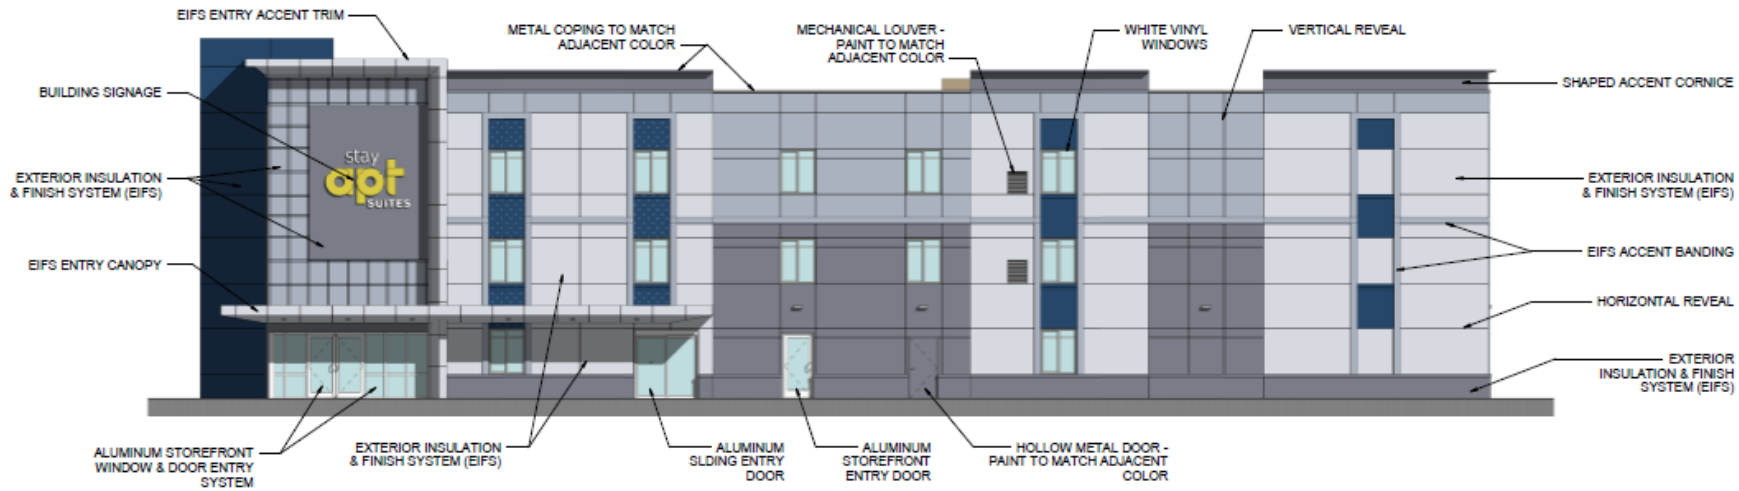 EIFS ENTRY ACCENT TRIM
METAL COPING TO MATCH
ADJACENT COLOR
MECHANICAL LOUVER -
PAINT TO MATCH
ADJACENT COLOR
WHITE VINYL
WINDOWS
VERTICAL REVEAL
BUILDING SIGNAGE
SHAPED ACCENT CORNICE
stay
apt
SUITES
EXTERIOR INSULATION
& FINISH SYSTEM (EIFS)
EXTERIOR INSULATION
& FINISH SYSTEM (EIFS)
EIFS ENTRY CANOPY
EIFS ACCENT BANDING
HORIZONTAL REVEAL
EXTERIOR
INSULATION & FINISH
SYSTEM (EIFS)
ALUMINUM STOREFRONT
WINDOW & DOOR ENTRY
SYSTEM
EXTERIOR INSULATION
& FINISH SYSTEM (EIFS)
ALUMINUM
SLDING ENTRY
DOOR
ALUMINUM
STOREFRONT
ENTRY DOOR
HOLLOW METAL DOOR -
PAINT TO MATCH ADJACENT
COLOR